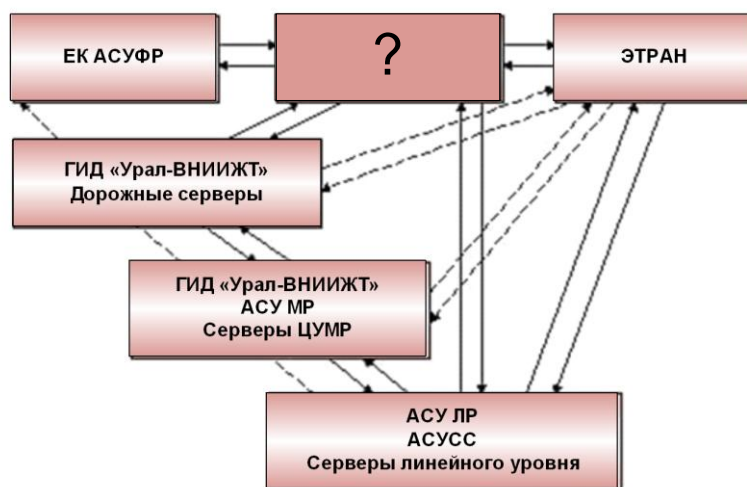 ЕК АСУФР
?
ЭТРАН
ГИД «Урал-ВНИИЖТ»
Дорожные серверы
ГИД «Урал-ВНИИЖТ»
АСУ МР
Серверы ЦУМР
АСУ ЛР
АСУСС
Серверы линейного уровня